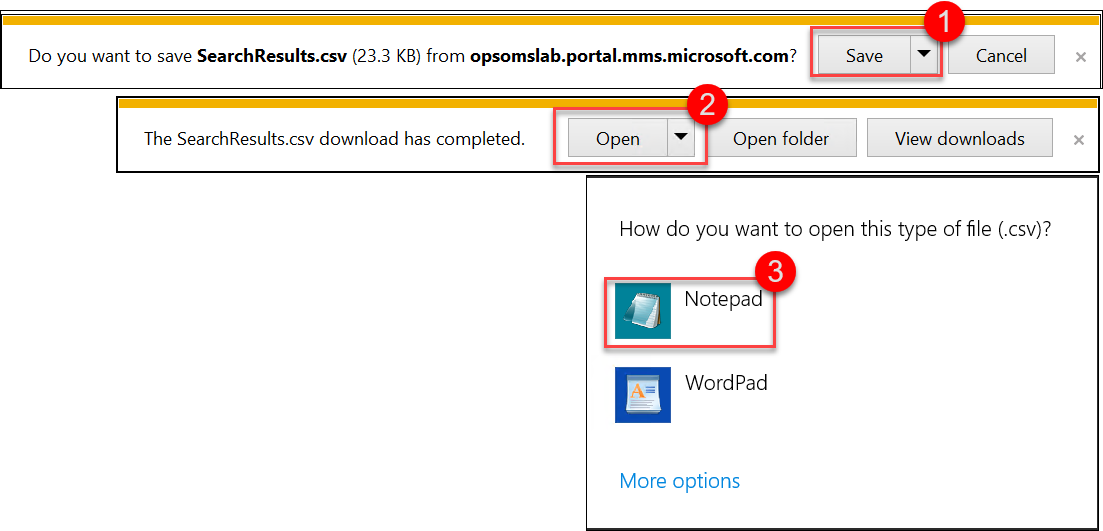 1
Do you want to save SearchResults.csv (23.3 KB) from opsomslab.portal.mms.microsoft.com? Save Cancel ×
2
The SearchResults.csv download has completed. Open Open folder View downloads ×
How do you want to open this type of file (.csv)?
3
Notepad
WordPad
More options